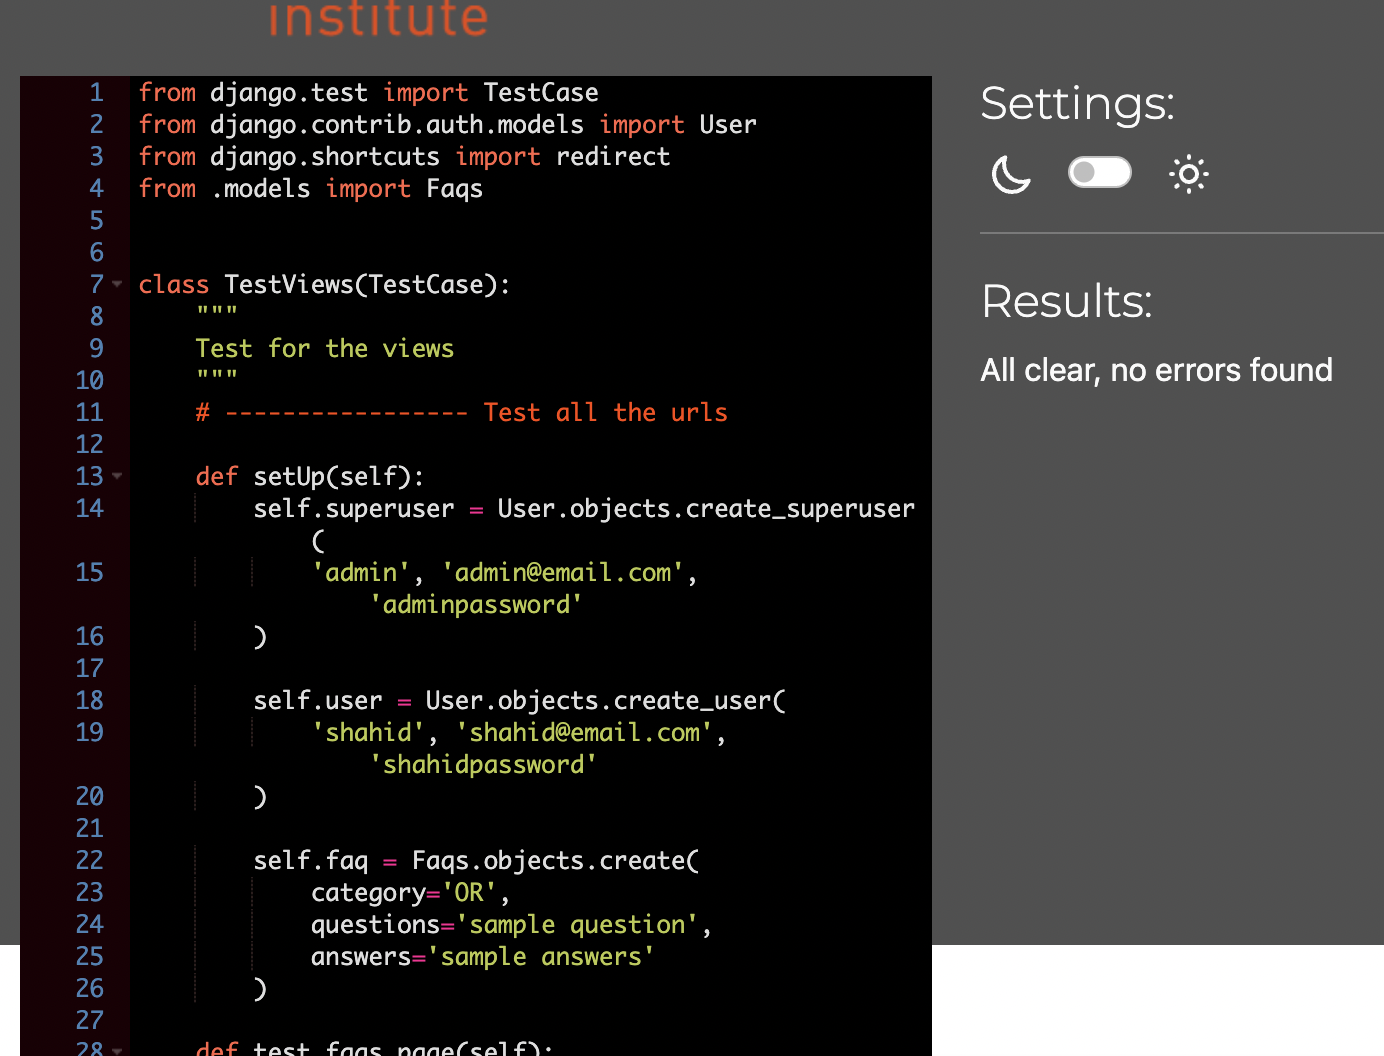 institute
1 from django.test import TestCase
2 from django.contrib.auth.models import User
3 from django.shortcuts import redirect
4 from .models import Faqs
5
6
7 class TestViews(TestCase):
8     """
9     Test for the views
10     """
11     # ----------------- Test all the urls
12
13     def setUp(self):
14         self.superuser = User.objects.create_superuser
(
15             'admin', 'admin@email.com',
'adminpassword'
16         )
17
18         self.user = User.objects.create_user(
19             'shahid', 'shahid@email.com',
'shahidpassword'
20         )
21
22         self.faq = Faqs.objects.create(
23             category='OR',
24             questions='sample question',
25             answers='sample answers'
26         )
27
28     def test_faqs_page(self):
Settings:
Results:
All clear, no errors found